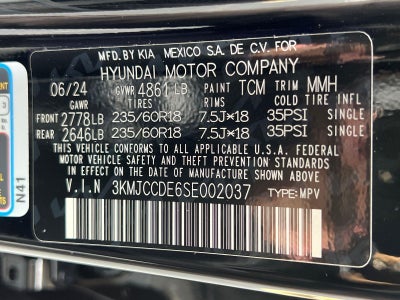 MFD. BY KIA MEXICO S.A. DE C.V. FOR
HYUNDAI MOTOR COMPANY
06/24 GVWR 4861 LB PAINT TCM TRIM MMH
GAWR TIRES RIMS COLD TIRE INFL
FRONT 2778LB 235/60R18 7.5J×18 35PSI SINGLE
REAR 2646LB 235/60R18 7.5J×18 35PSI SINGLE
THIS VEHICLE CONFORMS TO ALL APPLICABLE U.S.A. FEDERAL
MOTOR VEHICLE SAFETY, BUMPER, AND THEFT PREVENTION
STANDARDS IN EFFECT ON THE DATE OF MANUFACTURE SHOWN ABOVE.
V.I.N 3KMJCCDE6SE002037 TYPE:MPV
N41
3